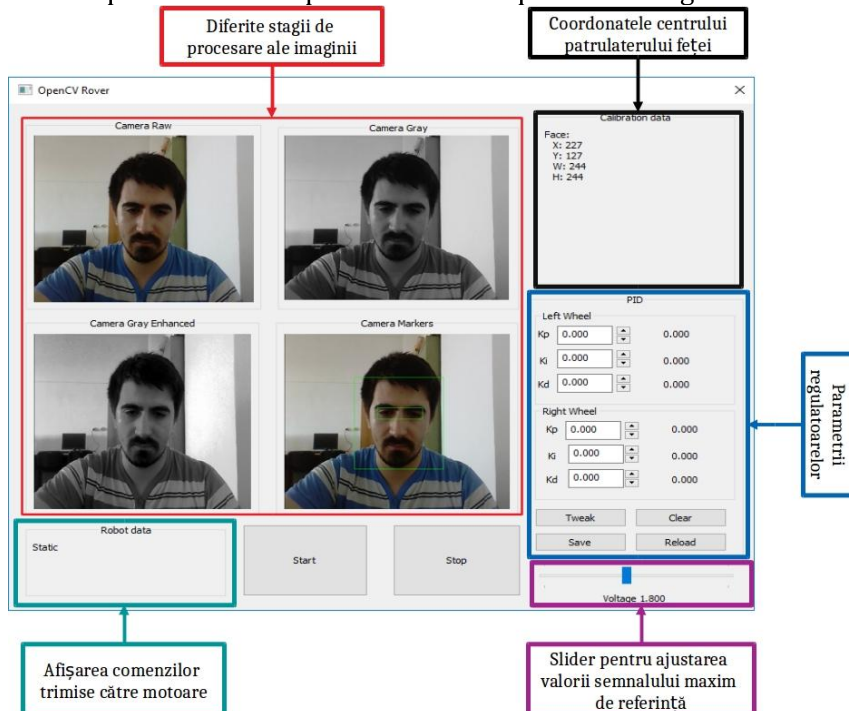 Diferite stagii de
procesare ale imaginii
Coordonatele centrului
patrulaterului feței
OpenCV Rover
Camera Raw
Camera Gray
Calibration data
Face:
X: 227
Y: 127
W: 244
H: 244
PID
Left Wheel
Kp 0.000 0.000
Ki 0.000 0.000
Kd 0.000 0.000
Camera Gray Enhanced
Camera Markers
Right Wheel
Kp 0.000 0.000
Ki 0.000 0.000
Kd 0.000 0.000
Tweak Clear
Save Reload
Parametrii
regulatoarelor
Robot data
Static
Start
Stop
Voltage 1.800
Afișarea comenzilor
trimise către motoare
Slider pentru ajustarea
valorii semnalului maxim
de referință